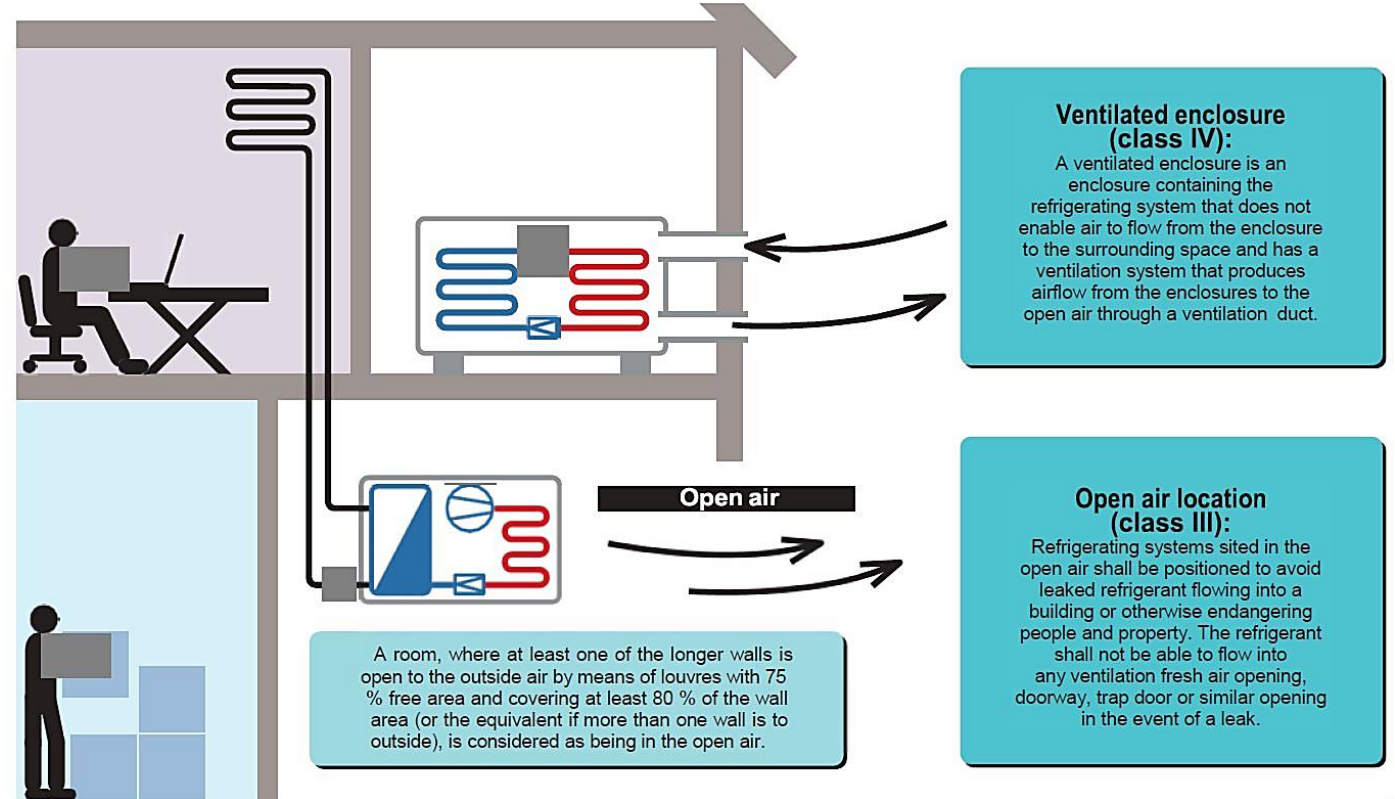 Ventilated enclosure
(class IV):
A ventilated enclosure is an
enclosure containing the
refrigerating system that does not
enable air to flow from the enclosure
to the surrounding space and has a
ventilation system that produces
airflow from the enclosures to the
open air through a ventilation duct.
Open air
Open air location
(class III):
Refrigerating systems sited in the
open air shall be positioned to avoid
leaked refrigerant flowing into a
building or otherwise endangering
people and property. The refrigerant
shall not be able to flow into
any ventilation fresh air opening,
doorway, trap door or similar opening
in the event of a leak.
A room, where at least one of the longer walls is
open to the outside air by means of louvres with 75
% free area and covering at least 80 % of the wall
area (or the equivalent if more than one wall is to
outside), is considered as being in the open air.